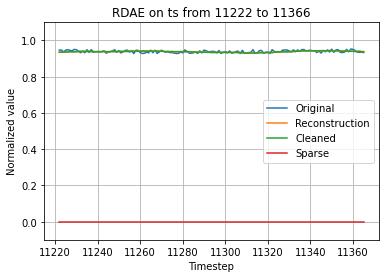 RDAE on ts from 11222 to 11366
1.0
0.8
0.6
0.4
0.2
0.0
Normalized value
Original
Reconstruction
Cleaned
Sparse
11220 11240 11260 11280 11300 11320 11340 11360
Timestep